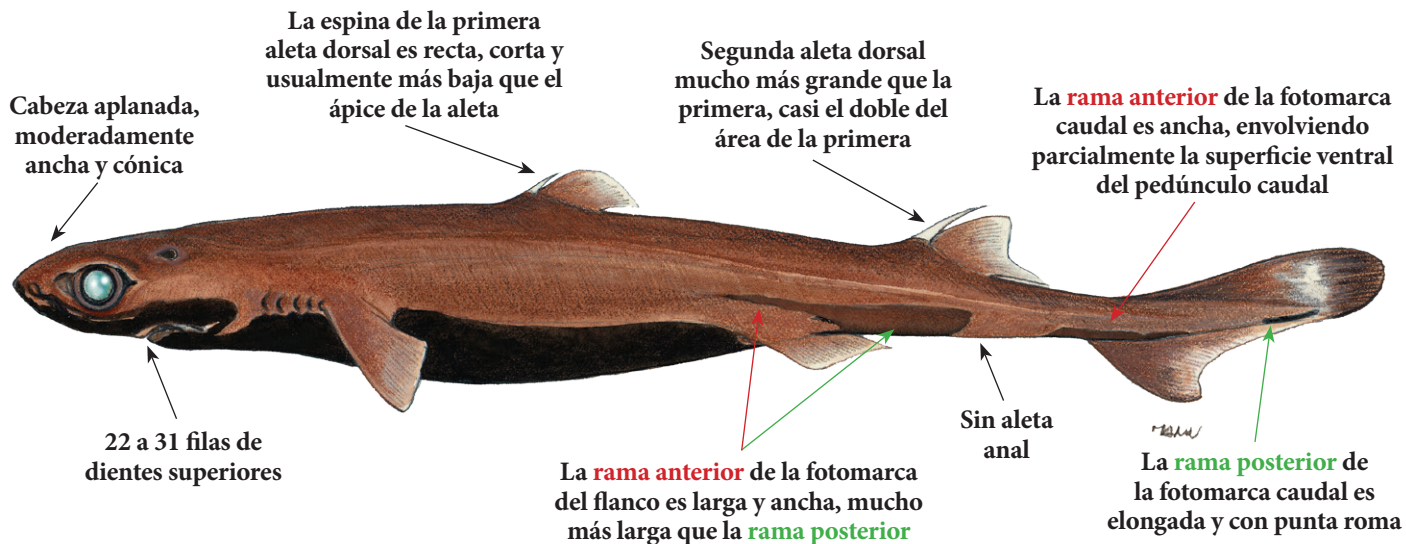 La espina de la primera
aleta dorsal es recta, corta y
usualmente más baja que el
ápice de la aleta
Segunda aleta dorsal
mucho más grande que la
primera, casi el doble del
área de la primera
Cabeza aplanada,
moderadamente
ancha y cónica
La rama anterior de la fotomarca
caudal es ancha, envolviendo
parcialmente la superficie ventral
del pedúnculo caudal
22 a 31 filas de
dientes superiores
La rama anterior de la fotomarca
del flanco es larga y ancha, mucho
más larga que la rama posterior
Sin aleta
anal
La rama posterior de
la fotomarca caudal es
elongada y con punta roma